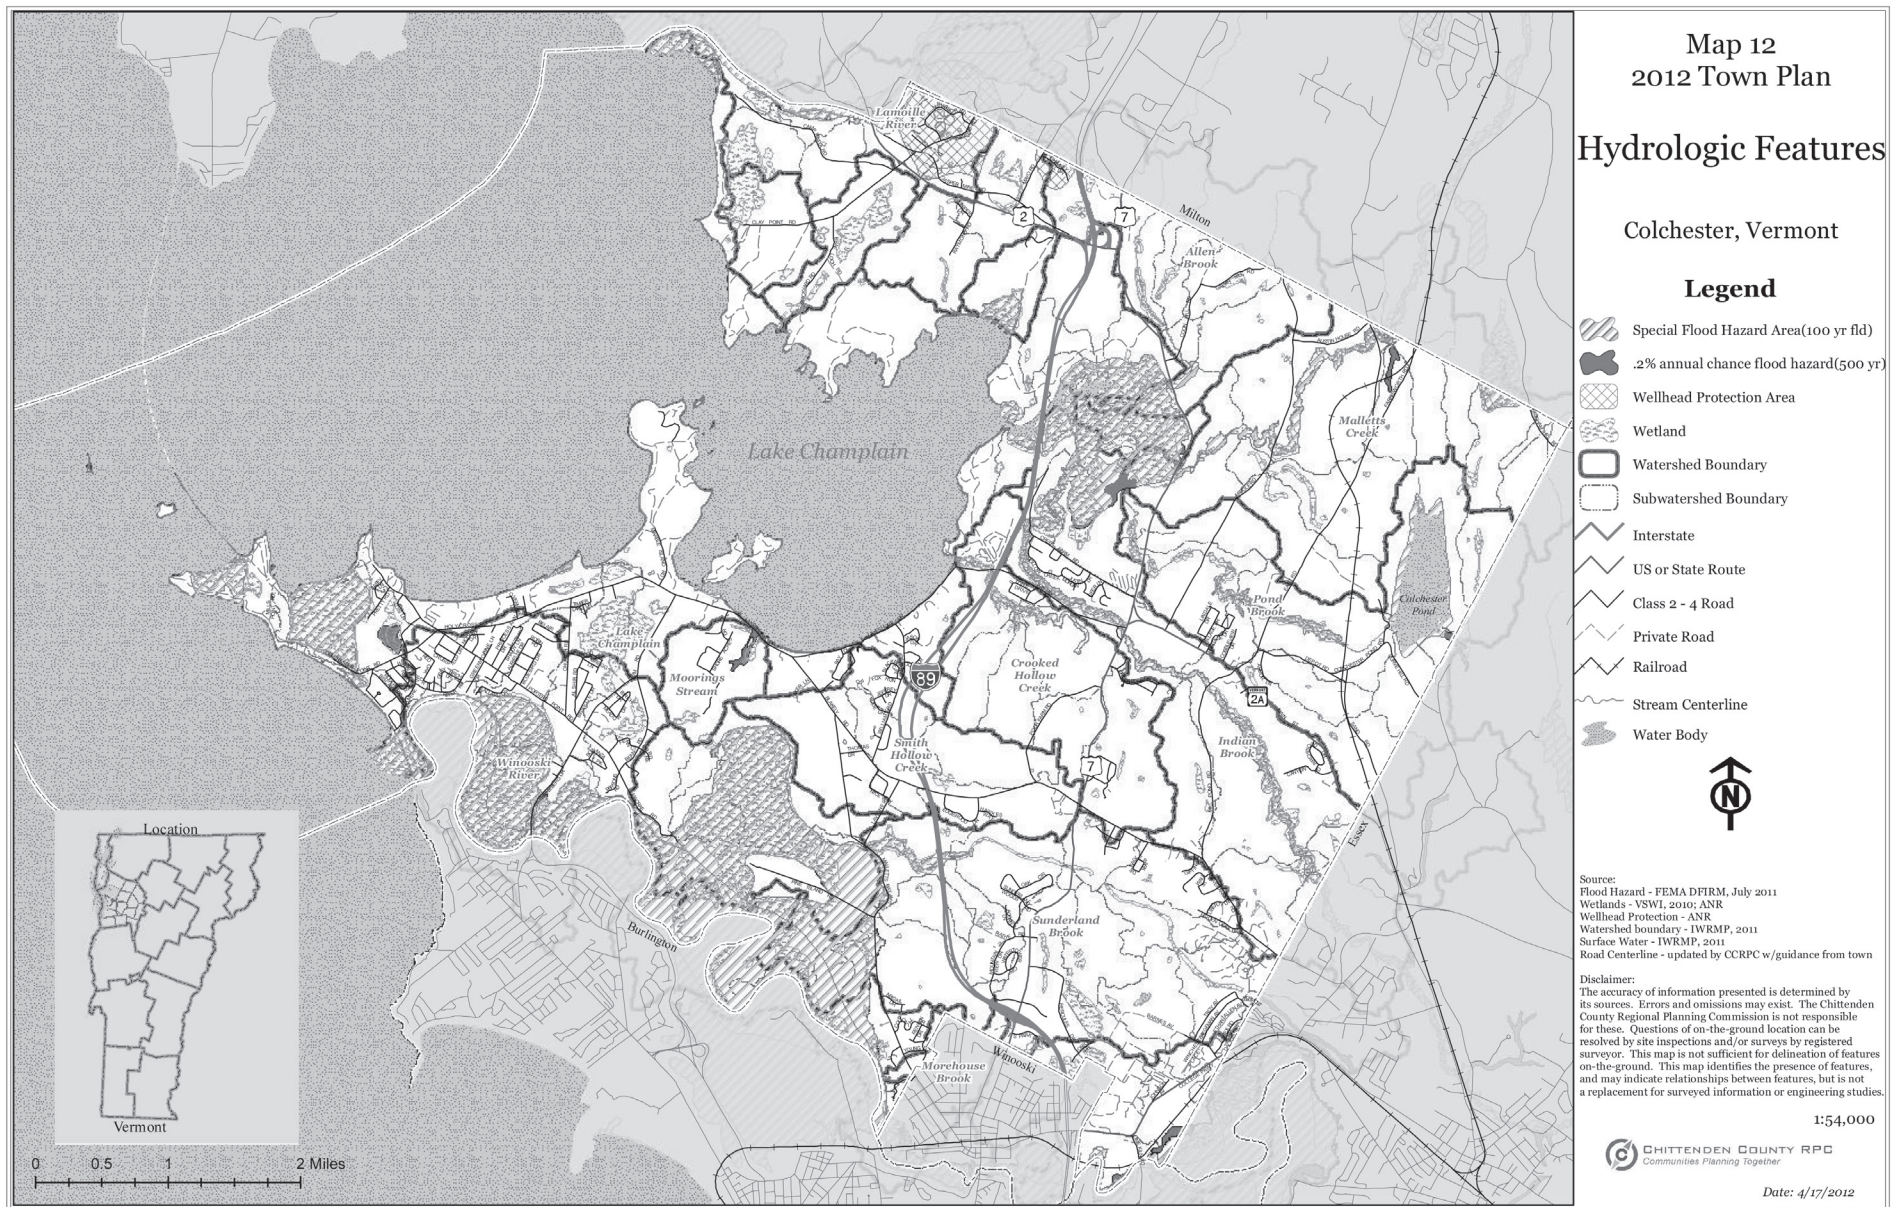 Map 12
2012 Town Plan
Hydrologic Features
Colchester, Vermont
Legend
Special Flood Hazard Area(100 yr fld)
.2% annual chance flood hazard(500 yr)
Wellhead Protection Area
Wetland
Watershed Boundary
Subwatershed Boundary
Interstate
US or State Route
Class 2 - 4 Road
Private Road
Railroad
Stream Centerline
Water Body
N
Source:
Flood Hazard - FEMA DFIRM, July 2011
Wetlands - VSWI, 2010; ANR
Wellhead Protection - ANR
Watershed boundary - IWRMP, 2011
Surface Water - IWRMP, 2011
Road Centerline - updated by CCRPC w/guidance from town
Disclaimer:
The accuracy of information presented is determined by
its sources. Errors and omissions may exist. The Chittenden
County Regional Planning Commission is not responsible
for these. Questions of on-the-ground location can be
resolved by site inspections and/or surveys by registered
surveyor. This map is not sufficient for delineation of features
on-the-ground. This map identifies the presence of features,
and may indicate relationships between features, but is not
a replacement for surveyed information or engineering studies.
1:54,000
CHITTENDEN COUNTY RPC
Communities Planning Together
Date: 4/17/2012
Lamoille
River
2
7
Milton
Allen
Brook
Malletts
Creek
Lake Champlain
CLAY POINT RD
Colchester
Pond
Pond
Brook
Lake
Champlain
Moorings
Stream
89
Crooked
Hollow
Creek
VERMONT
2A
Smith
Hollow
Creek
Indian
Brook
7
Winooski
River
Essex
Burlington
Sunderland
Brook
Winooski
Morehouse
Brook
Location
Vermont
0 0.5 1 2 Miles